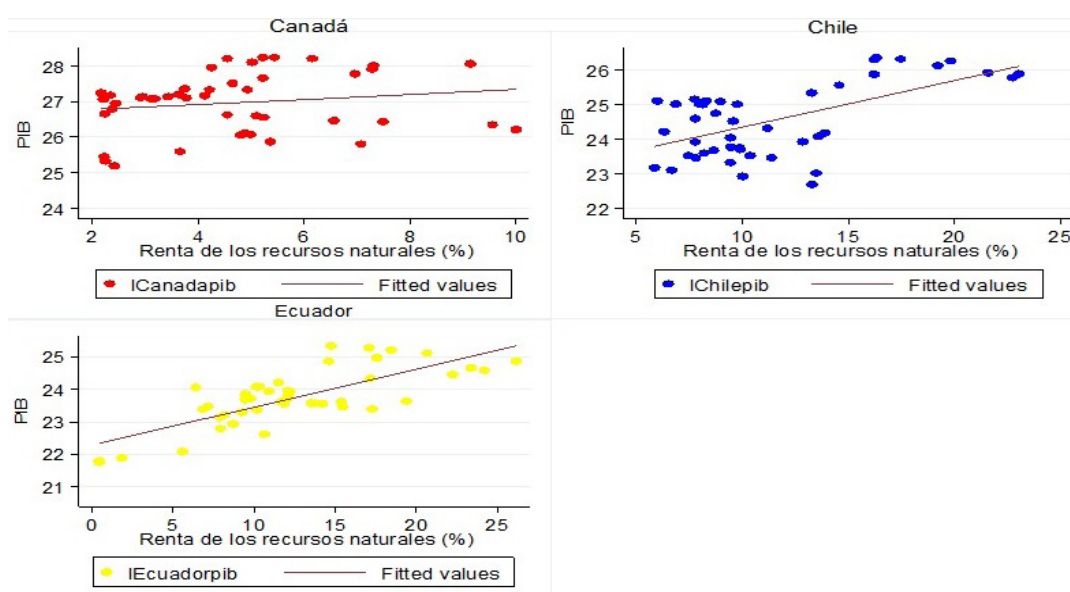 Canadá
28
27
26
25
24
PIB
2 4 6 8 10
Renta de los recursos naturales (%)
lCanadapib Fitted values
Chile
26
25
24
23
22
PIB
5 10 15 20 25
Renta de los recursos naturales (%)
lChilepib Fitted values
Ecuador
25
24
23
22
21
PIB
0 5 10 15 20 25
Renta de los recursos naturales (%)
lEcuadorpib Fitted values